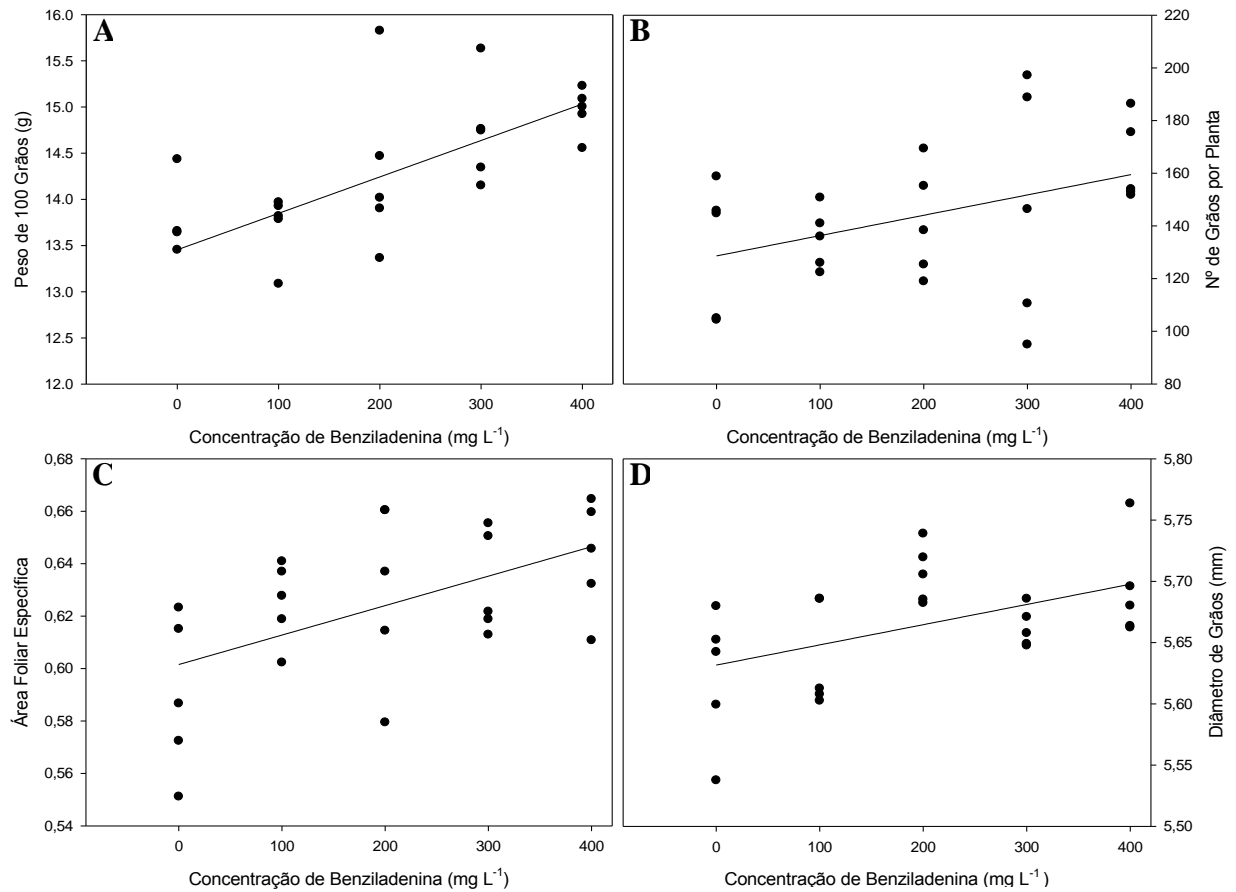 A
Peso de 100 Grãos (g)
16.0
15.5
15.0
14.5
14.0
13.5
13.0
12.5
12.0
0 100 200 300 400
Concentração de Benziladenina (mg L⁻¹)
B
Nº de Grãos por Planta
220
200
180
160
140
120
100
80
0 100 200 300 400
Concentração de Benziladenina (mg L⁻¹)
C
Área Foliar Específica
0,68
0,66
0,64
0,62
0,60
0,58
0,56
0,54
0 100 200 300 400
Concentração de Benziladenina (mg L⁻¹)
D
Diâmetro de Grãos (mm)
5,80
5,75
5,70
5,65
5,60
5,55
5,50
0 100 200 300 400
Concentração de Benziladenina (mg L⁻¹)